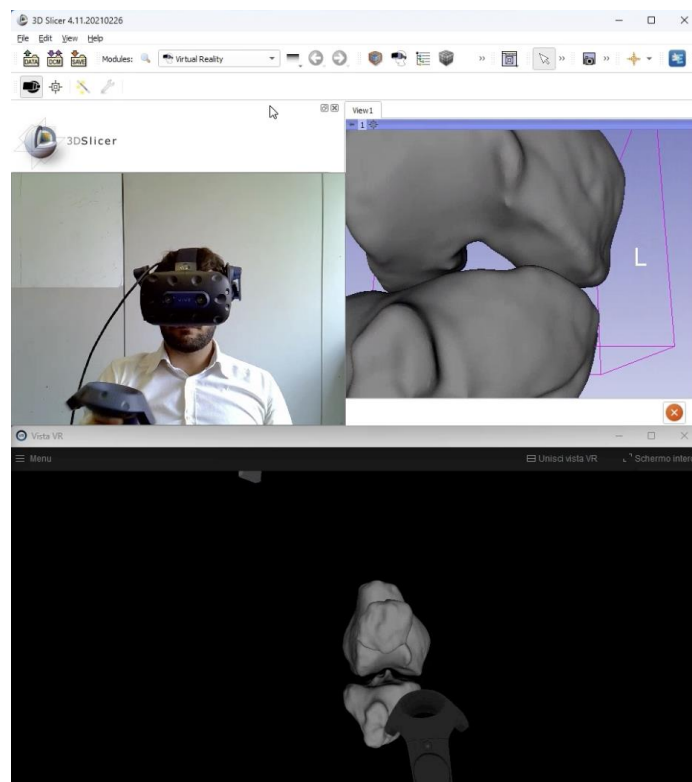 3D Slicer 4.11.20210226
File Edit View Help
DATA DCM SAVE Modules: Virtual Reality » » »
3DSlicer
View1
1
L
Vista VR
Menu Unisci vista VR Schermo inter